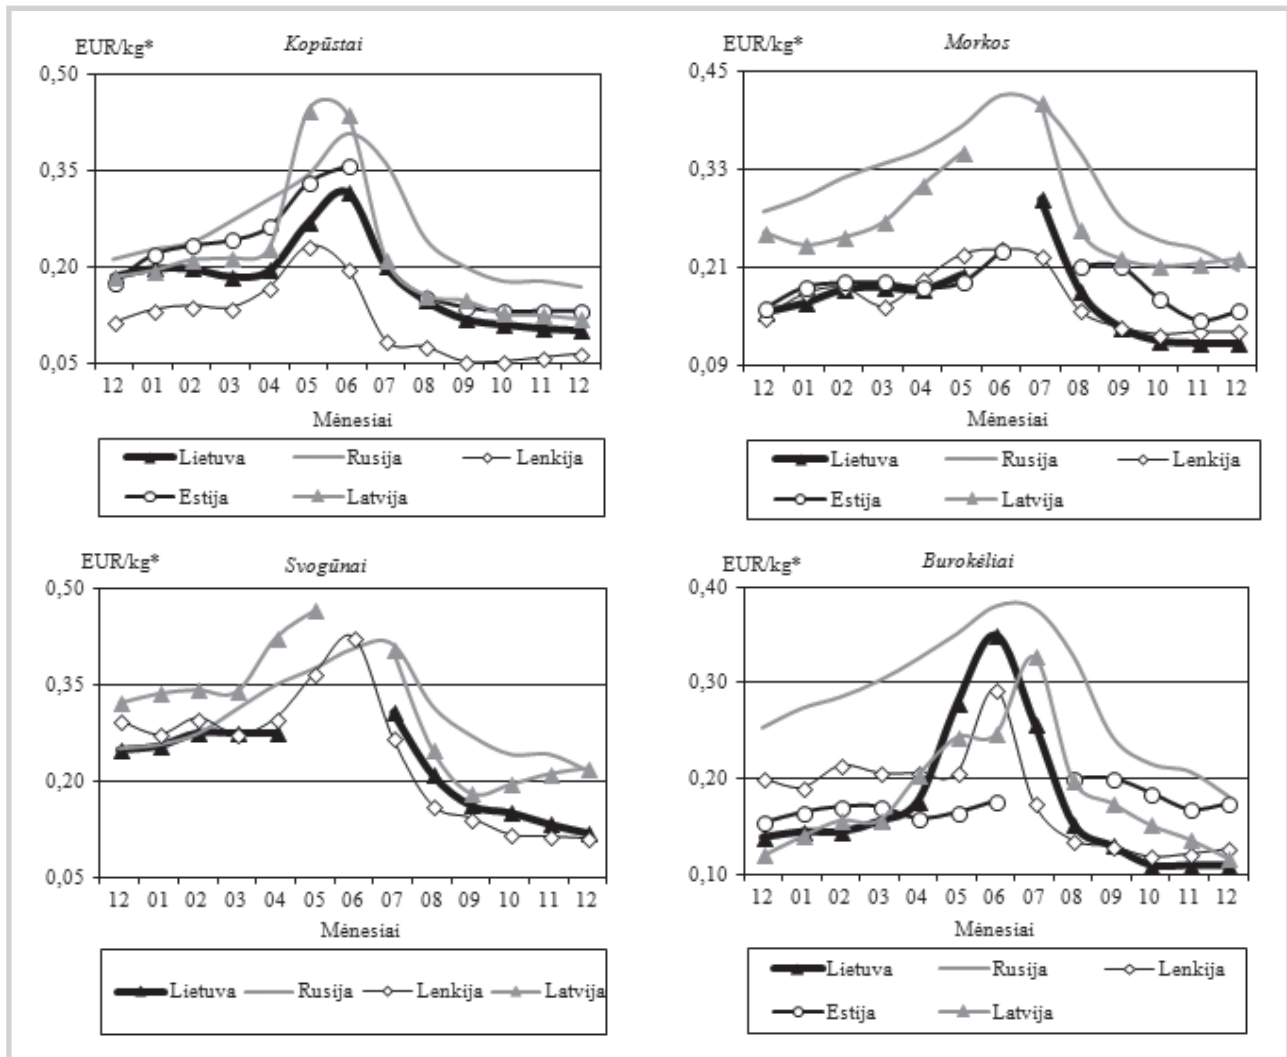 EUR/kg* Kopūstai
0,50
0,35
0,20
0,05
12 01 02 03 04 05 06 07 08 09 10 11 12
Mėnesiai
Lietuva Rusija Lenkija
Estija Latvija
EUR/kg* Morkos
0,45
0,33
0,21
0,09
12 01 02 03 04 05 06 07 08 09 10 11 12
Mėnesiai
Lietuva Rusija Lenkija
Estija Latvija
EUR/kg* Svogūnai
0,50
0,35
0,20
0,05
12 01 02 03 04 05 06 07 08 09 10 11 12
Mėnesiai
Lietuva Rusija Lenkija Latvija
EUR/kg* Burokėliai
0,40
0,30
0,20
0,10
12 01 02 03 04 05 06 07 08 09 10 11 12
Mėnesiai
Lietuva Rusija Lenkija
Estija Latvija